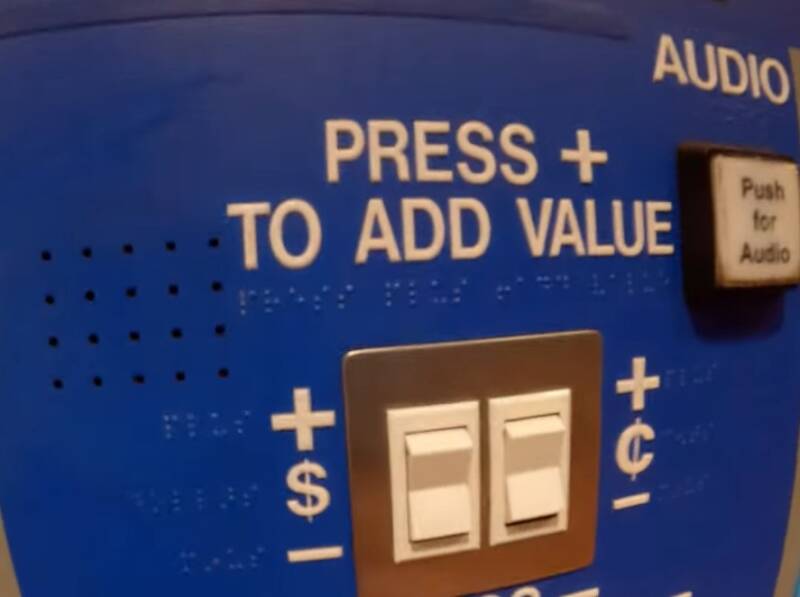 AUDIO
PRESS +
TO ADD VALUE
Push
for
Audio
+
$
−
+
¢
−